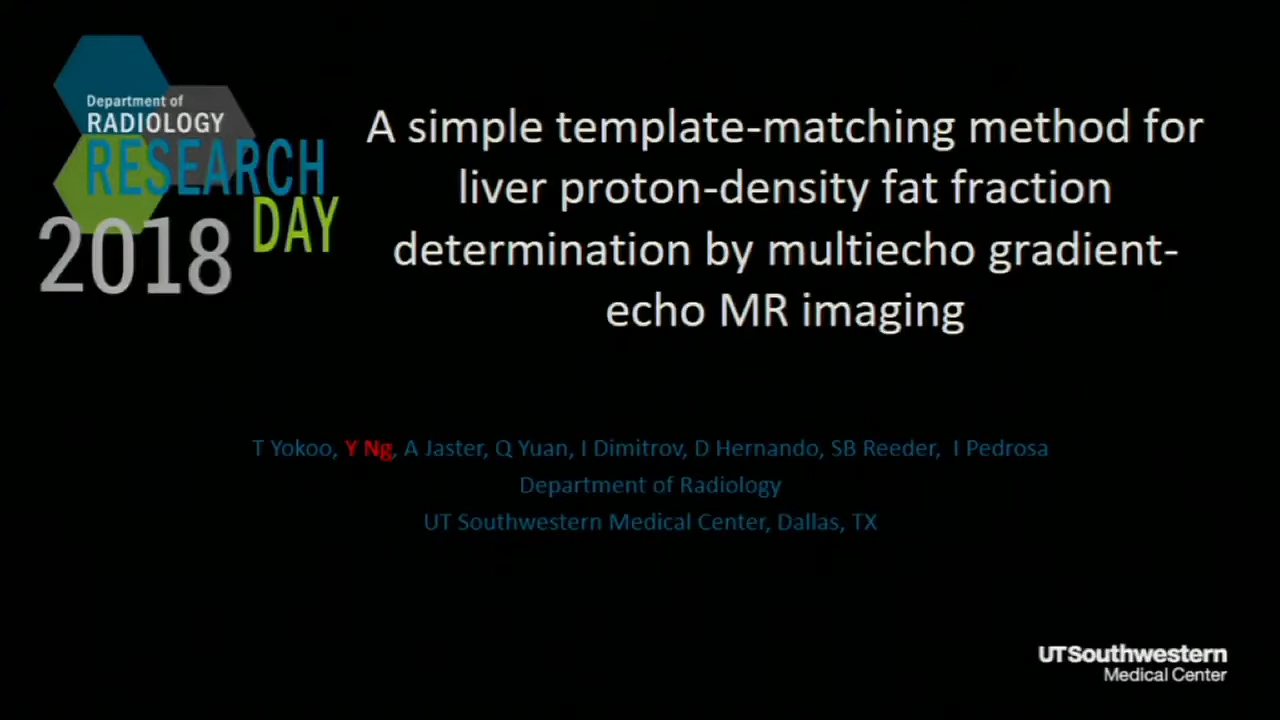 Department of
RADIOLOGY
RESEARCH
DAY
2018
A simple template-matching method for
liver proton-density fat fraction
determination by multiecho gradient-
echo MR imaging
T Yokoo, Y Ng, A Jaster, Q Yuan, I Dimitrov, D Hernando, SB Reeder, I Pedrosa
Department of Radiology
UT Southwestern Medical Center, Dallas, TX
UTSouthwestern
Medical Center